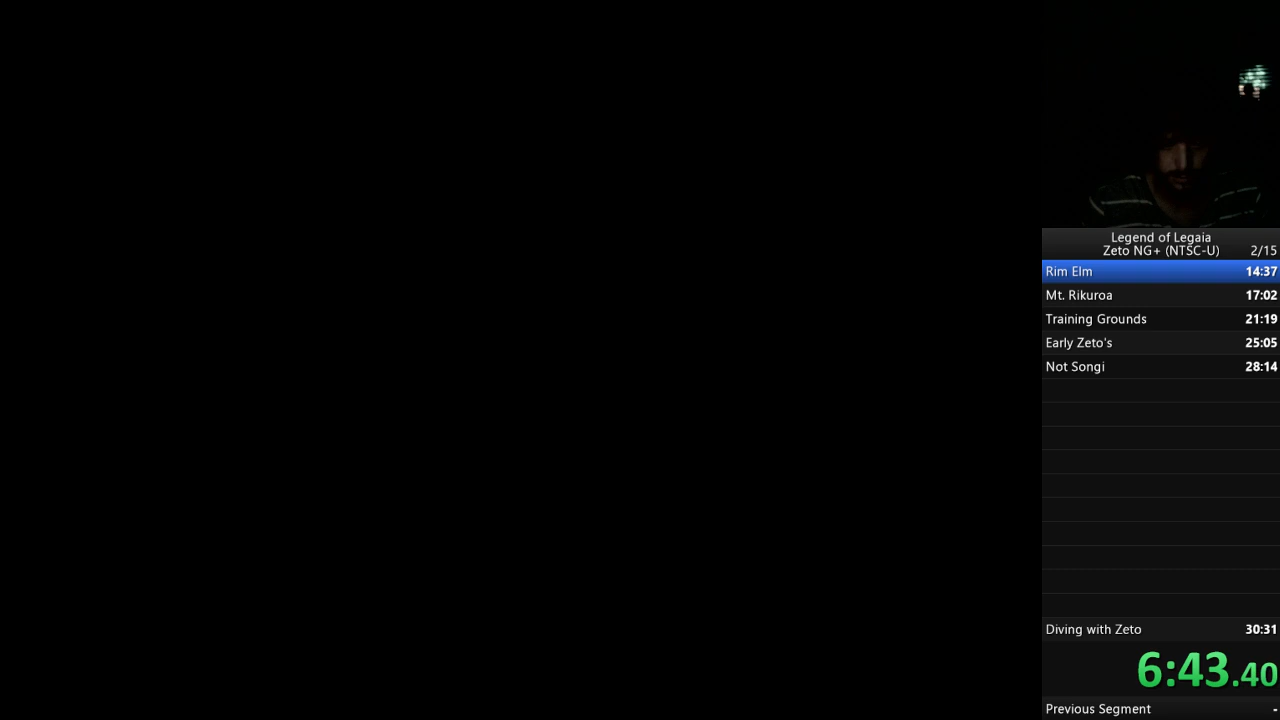 Legend of Legaia
Zeto NG+ (NTSC-U) 2/15
Rim Elm 14:37
Mt. Rikuroa 17:02
Training Grounds 21:19
Early Zeto's 25:05
Not Songi 28:14
Diving with Zeto 30:31
6:43.40
Previous Segment -